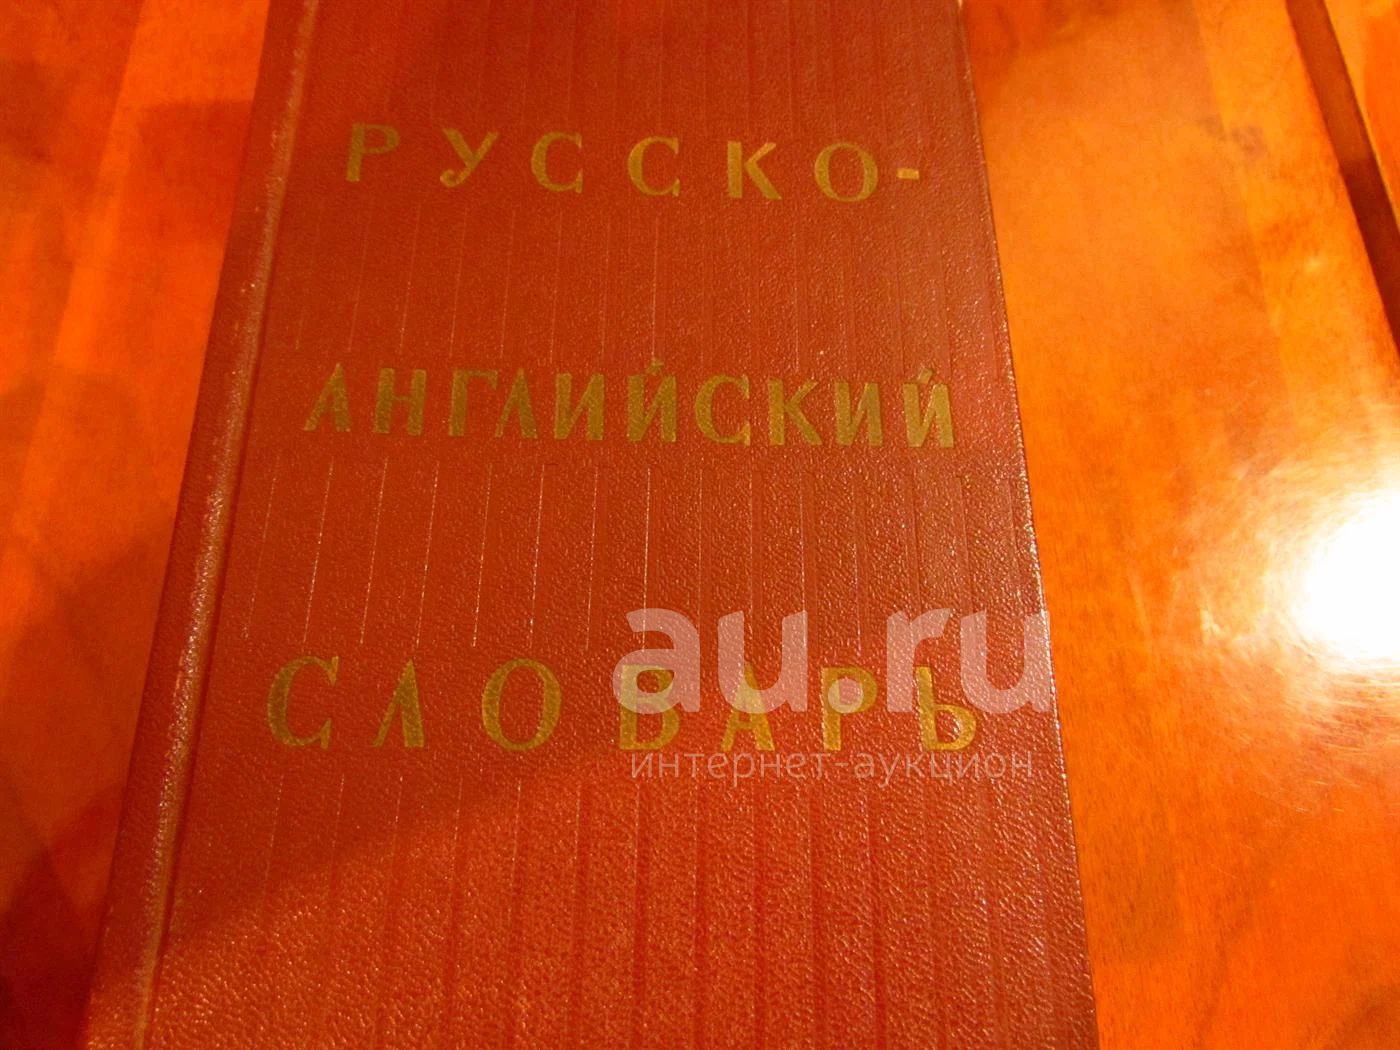 РУССКО-
АНГЛИЙСКИЙ
СЛОВАРЬ
au.ru
интернет-аукцион